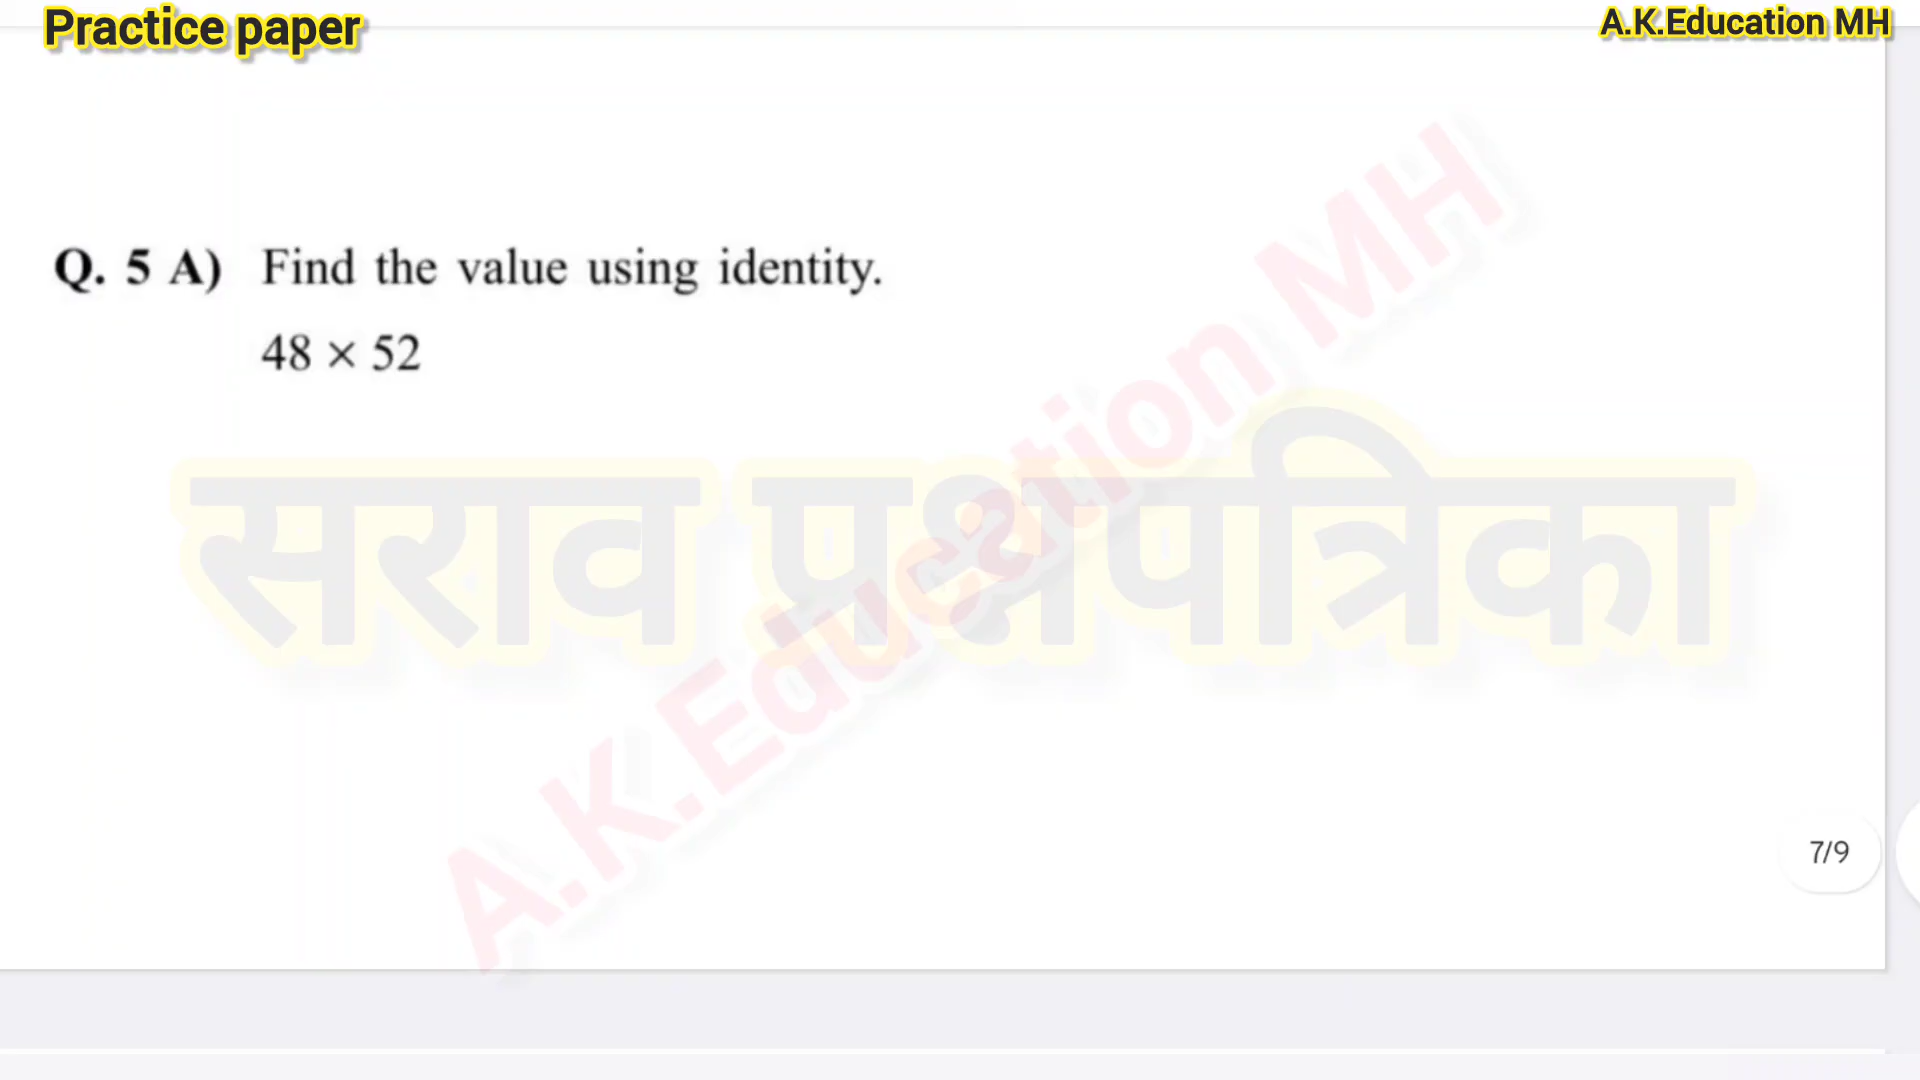 Practice paper
A.K.Education MH
Q. 5 A) Find the value using identity.
48 × 52
सराव प्रश्नपत्रिका
A.K.Education MH
7/9